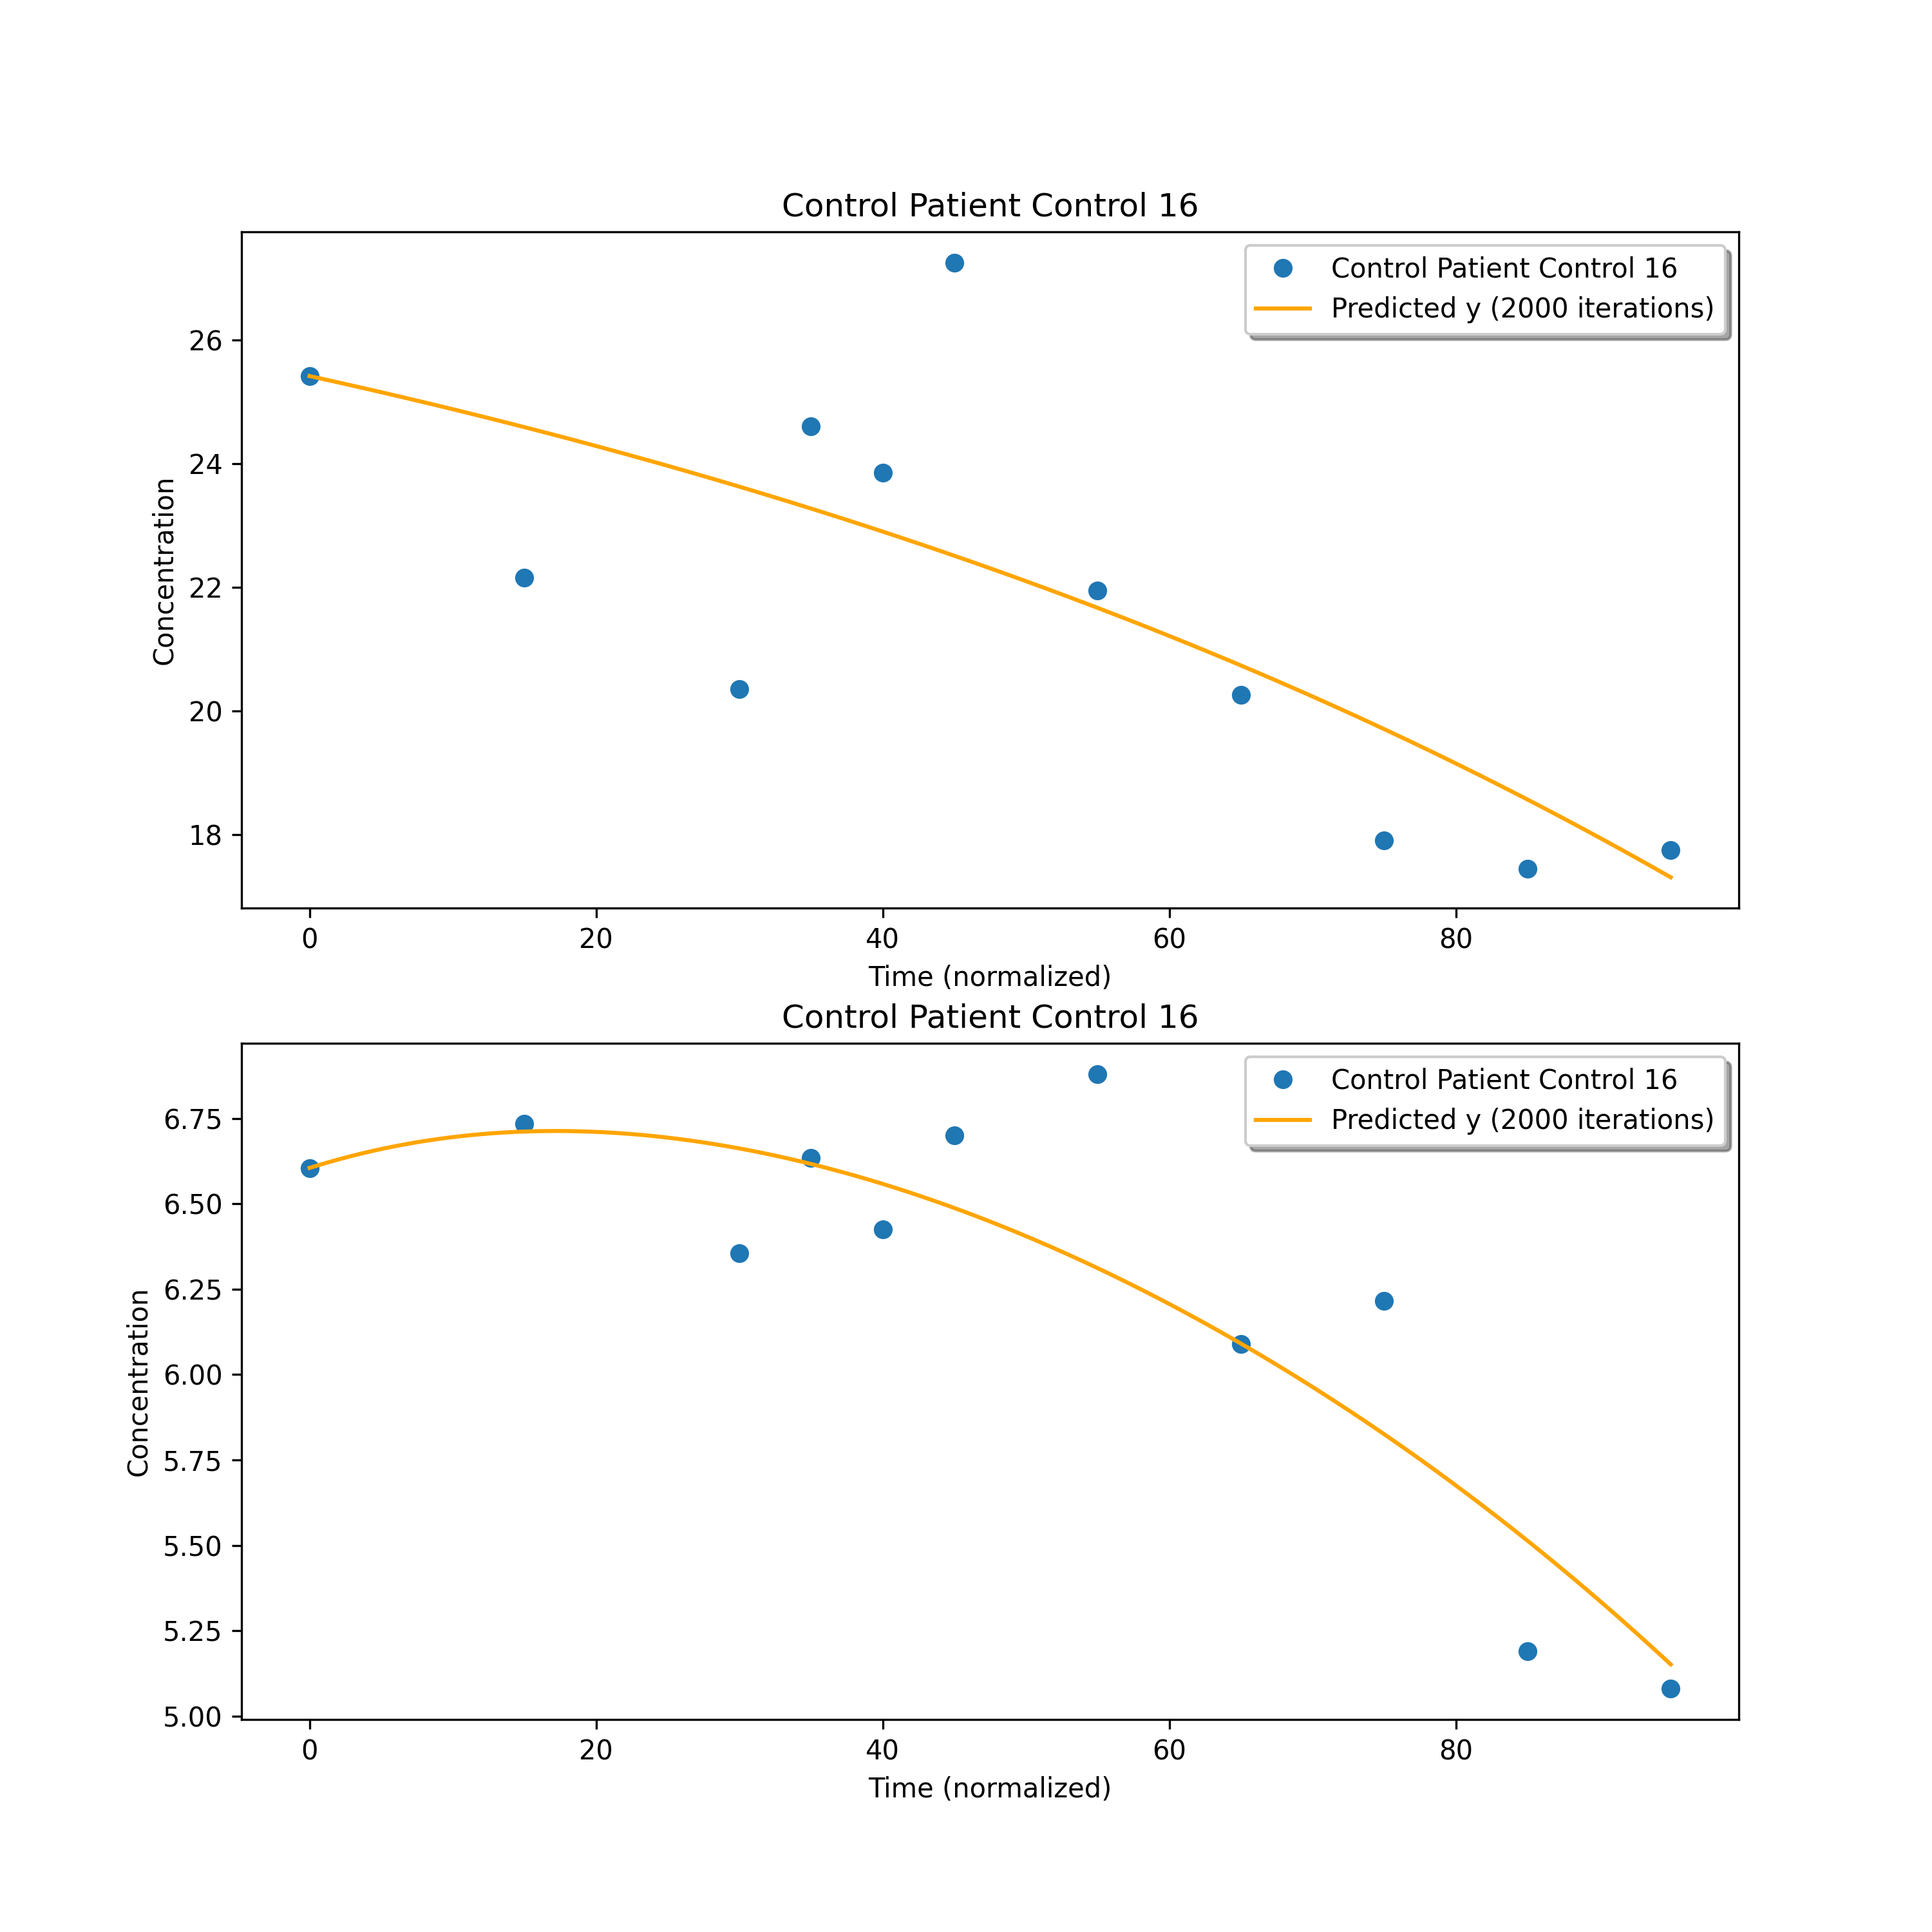 Control Patient Control 16
Control Patient Control 16
Predicted y (2000 iterations)
26
24
22
20
18
Concentration
0 20 40 60 80
Time (normalized)
Control Patient Control 16
Control Patient Control 16
Predicted y (2000 iterations)
6.75
6.50
6.25
6.00
5.75
5.50
5.25
5.00
Concentration
0 20 40 60 80
Time (normalized)